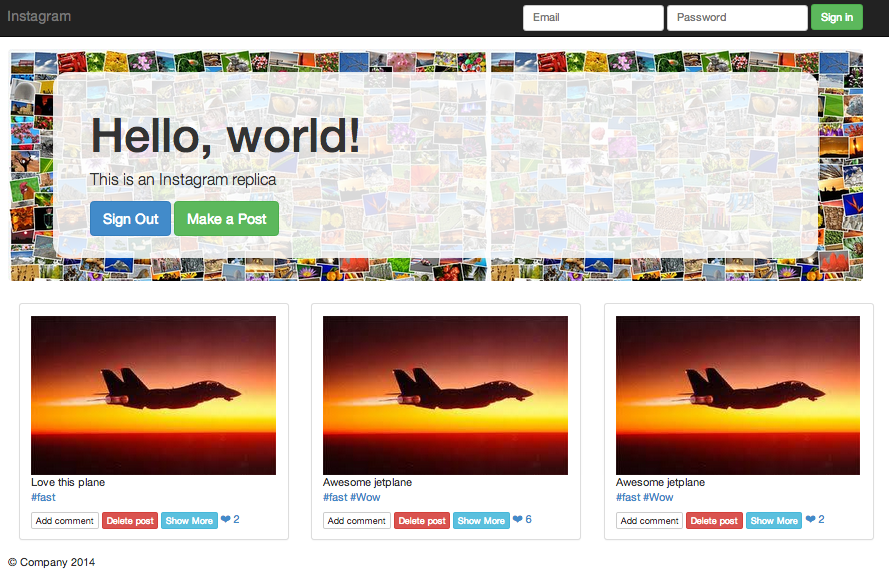 Instagram Email Password Sign in
Hello, world!
This is an Instagram replica
Sign Out Make a Post
Love this plane
#fast
Add comment Delete post Show More ❤ 2
Awesome jetplane
#fast #Wow
Add comment Delete post Show More ❤ 6
Awesome jetplane
#fast #Wow
Add comment Delete post Show More ❤ 2
© Company 2014